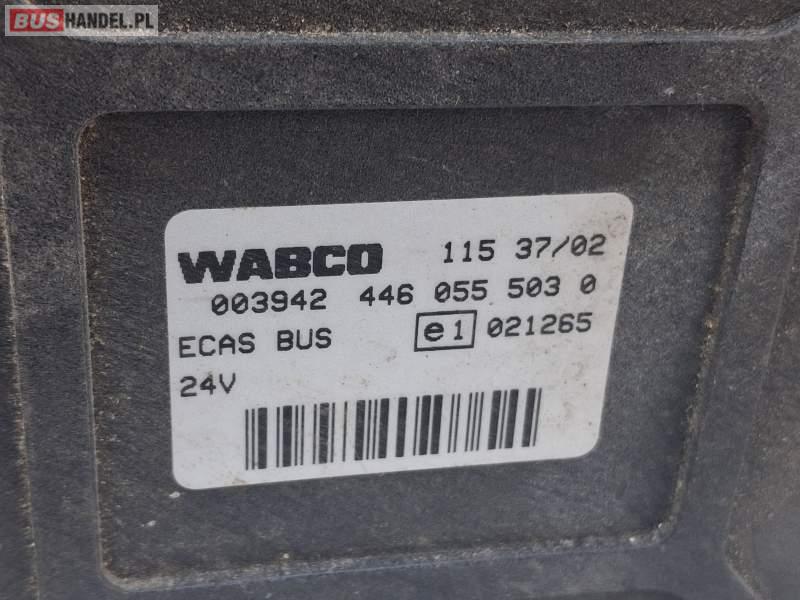 BUSHANDEL.PL
WABCO 115 37/02
003942 446 055 503 0
ECAS BUS e1 021265
24V